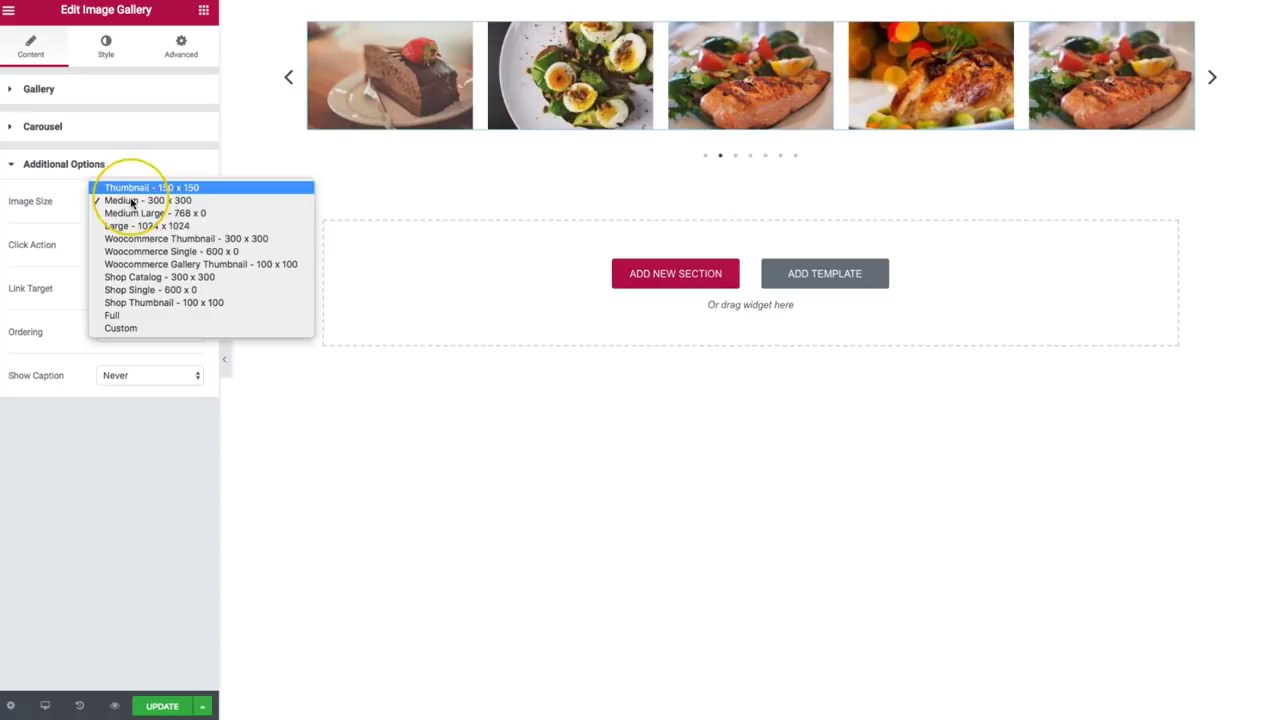 Edit Image Gallery
Content
Style
Advanced
Gallery
Carousel
Additional Options
Image Size
Thumbnail - 150 x 150
✓ Medium - 300 x 300
Medium Large - 768 x 0
Large - 1024 x 1024
Woocommerce Thumbnail - 300 x 300
Woocommerce Single - 600 x 0
Woocommerce Gallery Thumbnail - 100 x 100
Shop Catalog - 300 x 300
Shop Single - 600 x 0
Shop Thumbnail - 100 x 100
Full
Custom
Click Action
Link Target
Ordering
Show Caption
Never
UPDATE
ADD NEW SECTION
ADD TEMPLATE
Or drag widget here